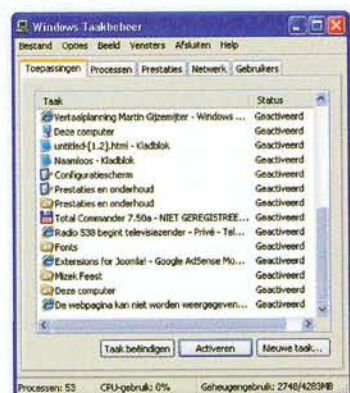 Windows Taakbeheer
Bestand Opties Beeld Vensters Afsluiten Help
Toepassingen Processen Prestaties Netwerk Gebruikers
Taak Status
Vertaalplanning Martin Gijzemijter - Windows ... Geactiveerd
Deze computer Geactiveerd
untitled-[1.2].html - Kladblok Geactiveerd
Naamloos - Kladblok Geactiveerd
Configuratiescherm Geactiveerd
Prestaties en onderhoud Geactiveerd
Prestaties en onderhoud Geactiveerd
Total Commander 7.50a - NIET GEREGISTREE... Geactiveerd
Radio 538 begint televisiezender - Privé - Tel... Geactiveerd
Fonts Geactiveerd
Extensions for Joomla! - Google AdSense Mo... Geactiveerd
Mizek Feest Geactiveerd
Deze computer Geactiveerd
De webpagina kan niet worden weergegeven... Geactiveerd
Taak beëindigen Activeren Nieuwe taak...
Processen: 53 CPU-gebruik: 0% Geheugengebruik: 2748/4283MB